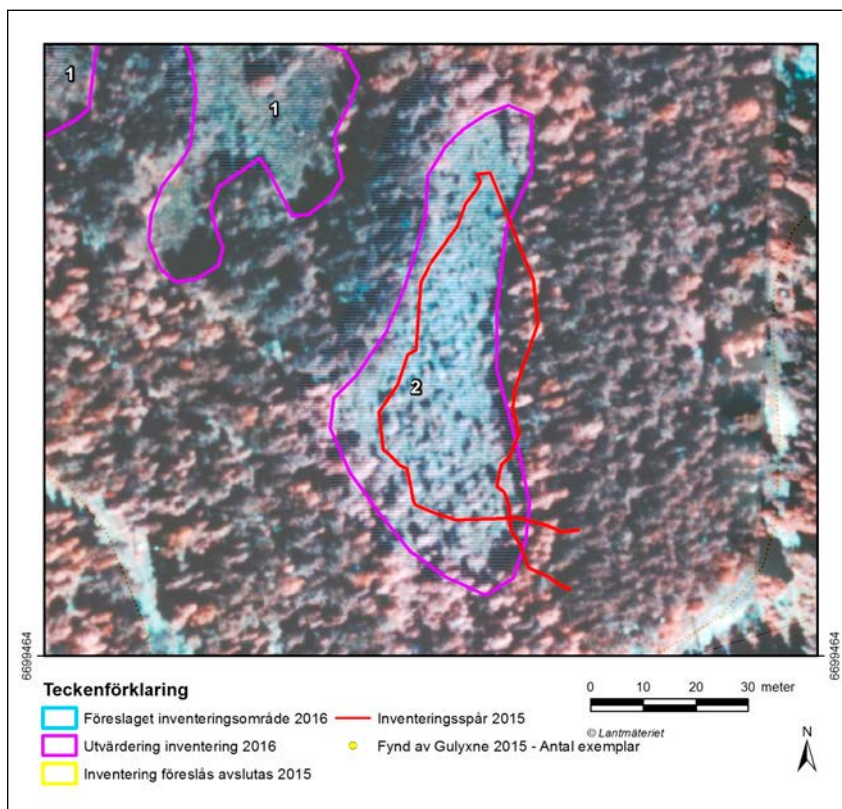 1
1
2
6699464
6699464
Teckenförklaring
Föreslaget inventeringsområde 2016
Inventeringsspår 2015
Utvärdering inventering 2016
Fynd av Gulyxne 2015 - Antal exemplar
Inventering föreslås avslutas 2015
0 10 20 30 meter
© Lantmäteriet
N